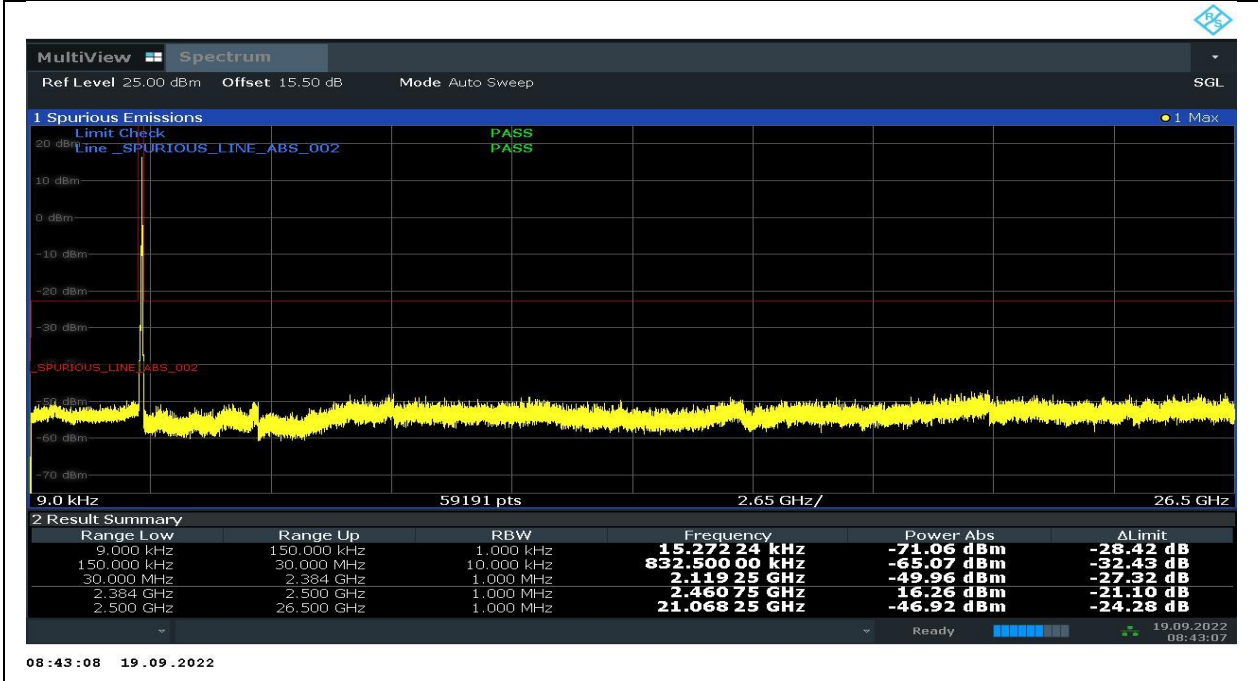 R&S
MultiView Spectrum
Ref Level 25.00 dBm Offset 15.50 dB Mode Auto Sweep SGL
1 Spurious Emissions 1 Max
Limit Check PASS
20 dBm
Line _SPURIOUS_LINE_ABS_002 PASS
10 dBm
0 dBm
-10 dBm
-20 dBm
-30 dBm
_SPURIOUS_LINE_ABS_002
-50 dBm
-60 dBm
-70 dBm
9.0 kHz 59191 pts 2.65 GHz/ 26.5 GHz
2 Result Summary
Range Low Range Up RBW Frequency Power Abs ΔLimit
9.000 kHz 150.000 kHz 1.000 kHz 15.272 24 kHz -71.06 dBm -28.42 dB
150.000 kHz 30.000 MHz 10.000 kHz 832.500 00 kHz -65.07 dBm -32.43 dB
30.000 MHz 2.384 GHz 1.000 MHz 2.119 25 GHz -49.96 dBm -27.32 dB
2.384 GHz 2.500 GHz 1.000 MHz 2.460 75 GHz 16.26 dBm -21.10 dB
2.500 GHz 26.500 GHz 1.000 MHz 21.068 25 GHz -46.92 dBm -24.28 dB
Ready 19.09.2022
08:43:07
08:43:08 19.09.2022